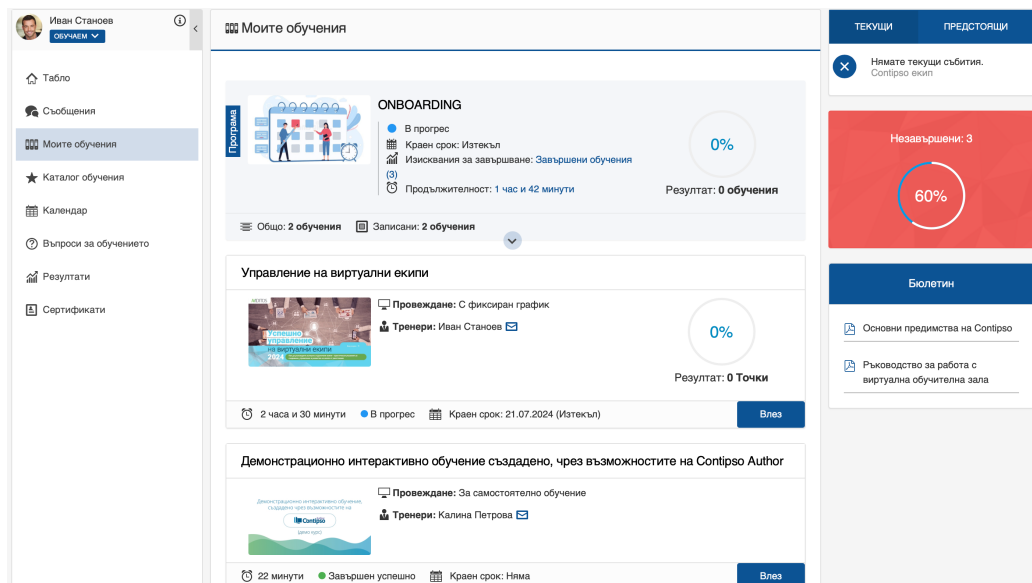 Иван Станоев
ОБУЧАЕМ
Табло
Съобщения
Моите обучения
Каталог обучения
Календар
Въпроси за обучението
Резултати
Сертификати
Моите обучения
Програма
ONBOARDING
В прогрес
Краен срок: Изтекъл
Изисквания за завършване: Завършени обучения
(3)
Продължителност: 1 час и 42 минути
0%
Резултат: 0 обучения
Общо: 2 обучения Записани: 2 обучения
Управление на виртуални екипи
Успешно
управление
на виртуални екипи
2024
Провеждане: С фиксиран график
Тренери: Иван Станоев
0%
Резултат: 0 Точки
2 часа и 30 минути В прогрес Краен срок: 21.07.2024 (Изтекъл)
Влез
Демонстрационно интерактивно обучение създадено, чрез възможностите на Contipso Author
Демонстрационно интерактивно обучение,
създадено чрез възможностите на
Contipso
(демо курс)
Провеждане: За самостоятелно обучение
Тренери: Калина Петрова
22 минути Завършен успешно Краен срок: Няма
Влез
ТЕКУЩИ ПРЕДСТОЯЩИ
Нямате текущи събития.
Contipso екип
Незавършени: 3
60%
Бюлетин
Основни предимства на Contipso
Ръководство за работа с
виртуална обучителна зала